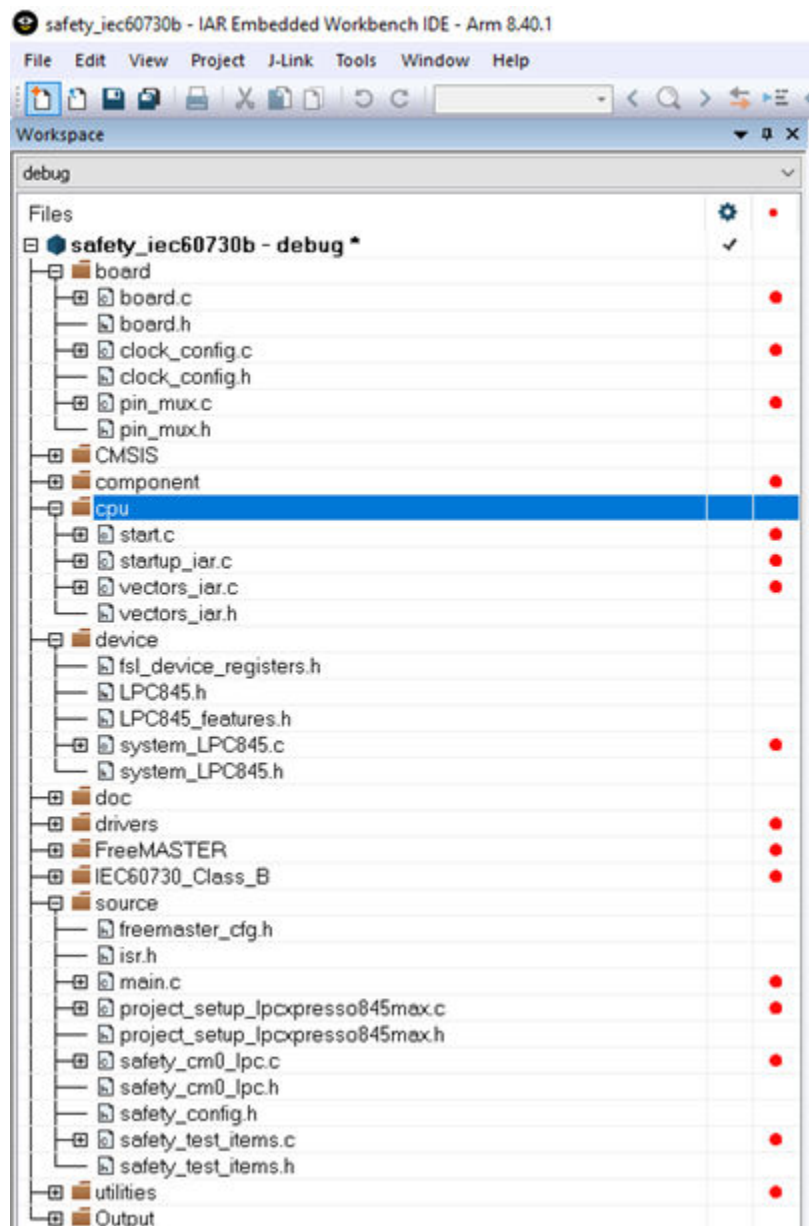 safety_iec60730b - IAR Embedded Workbench IDE - Arm 8.40.1
File Edit View Project J-Link Tools Window Help
Workspace
debug
Files
safety_iec60730b - debug *
board
board.c
board.h
clock_config.c
clock_config.h
pin_mux.c
pin_mux.h
CMSIS
component
cpu
start.c
startup_iar.c
vectors_iar.c
vectors_iar.h
device
fsl_device_registers.h
LPC845.h
LPC845_features.h
system_LPC845.c
system_LPC845.h
doc
drivers
FreeMASTER
IEC60730_Class_B
source
freemaster_cfg.h
isr.h
main.c
project_setup_lpcxpresso845max.c
project_setup_lpcxpresso845max.h
safety_cm0_lpc.c
safety_cm0_lpc.h
safety_config.h
safety_test_items.c
safety_test_items.h
utilities
Output